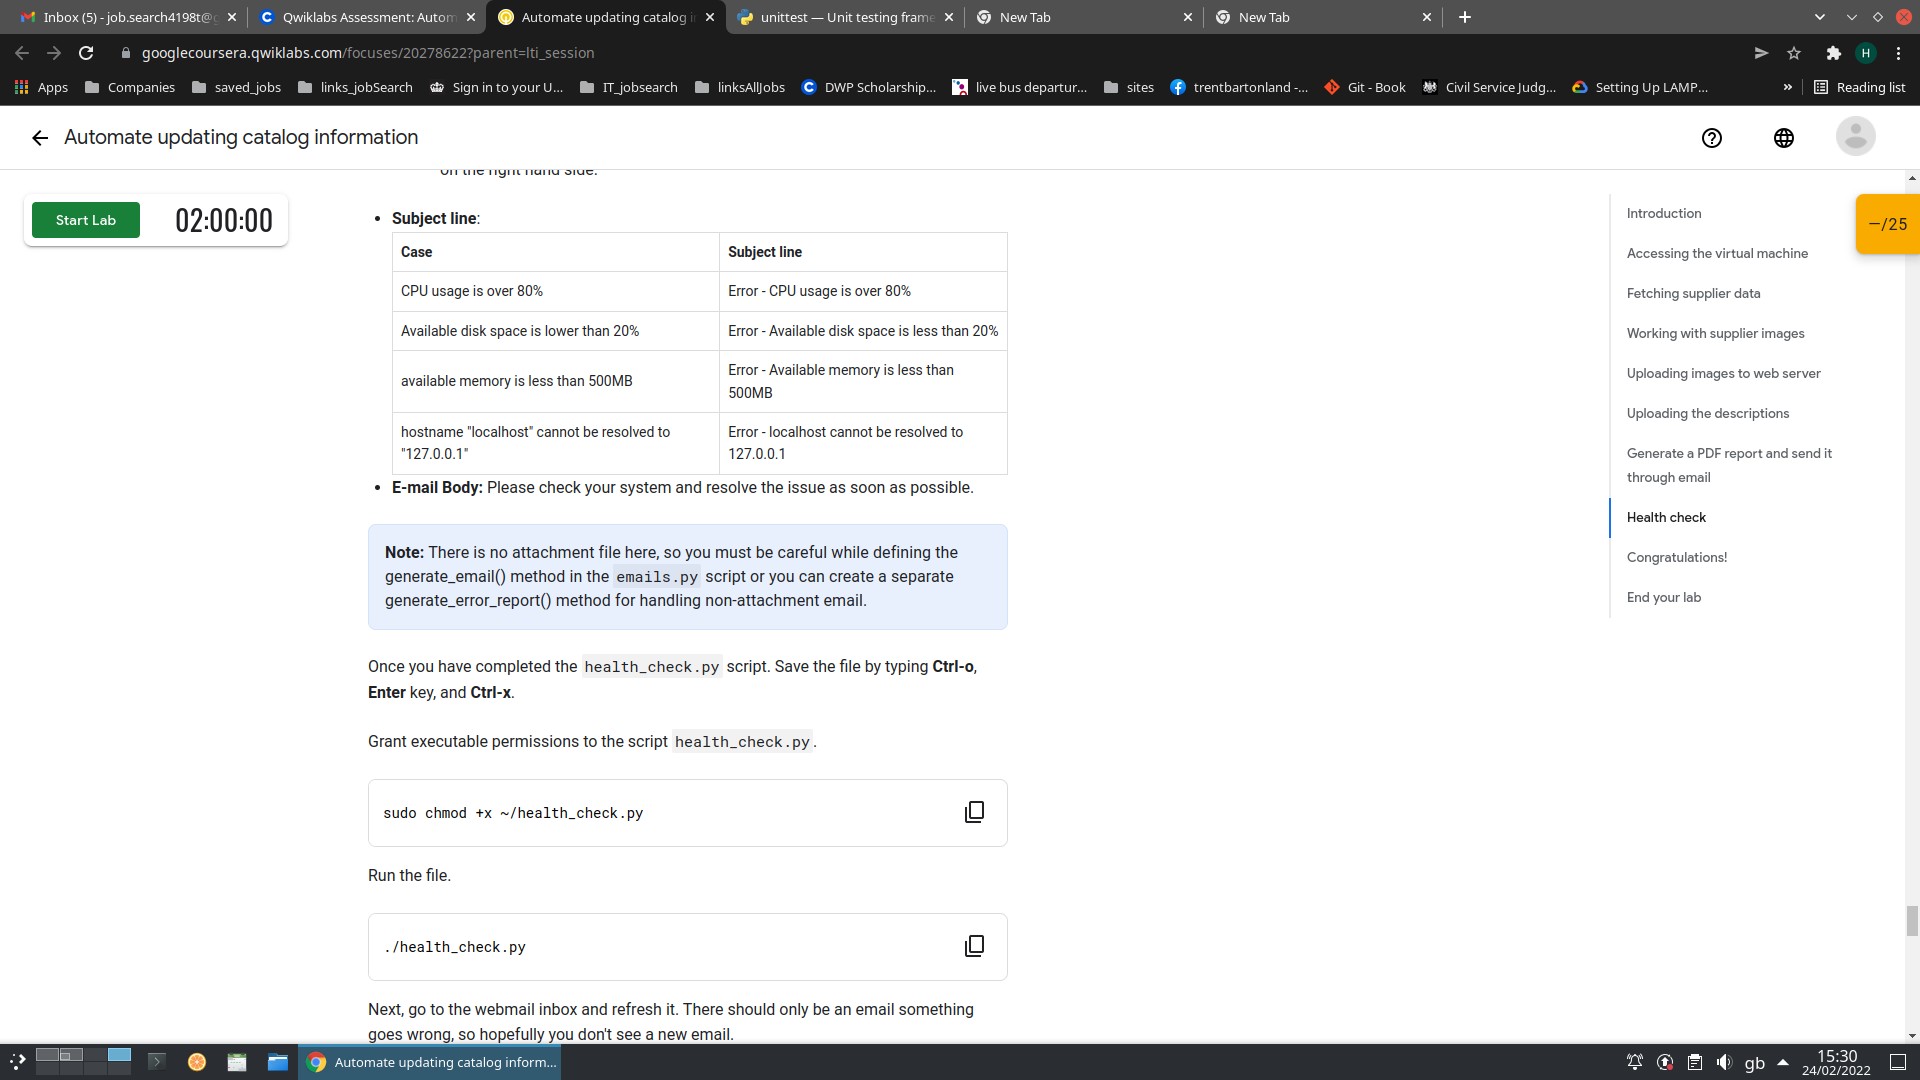 Inbox (5) - job.search4198t@g
Qwiklabs Assessment: Autom
Automate updating catalog i
unittest — Unit testing frame
New Tab
New Tab
googlecoursera.qwiklabs.com/focuses/20278622?parent=lti_session
H
Apps
Companies
saved_jobs
links_jobSearch
Sign in to your U...
IT_jobsearch
linksAllJobs
DWP Scholarship...
live bus departur...
sites
trentbartonland -...
Git - Book
Civil Service Judg...
Setting Up LAMP...
»
Reading list
Automate updating catalog information
on the right hand side.
Start Lab
02:00:00
• Subject line:
Case Subject line
CPU usage is over 80% Error - CPU usage is over 80%
Available disk space is lower than 20% Error - Available disk space is less than 20%
available memory is less than 500MB Error - Available memory is less than
500MB
hostname "localhost" cannot be resolved to Error - localhost cannot be resolved to
"127.0.0.1" 127.0.0.1
• E-mail Body: Please check your system and resolve the issue as soon as possible.
Note: There is no attachment file here, so you must be careful while defining the
generate_email() method in the emails.py script or you can create a separate
generate_error_report() method for handling non-attachment email.
Once you have completed the health_check.py script. Save the file by typing Ctrl-o,
Enter key, and Ctrl-x.
Grant executable permissions to the script health_check.py.
sudo chmod +x ~/health_check.py
Run the file.
./health_check.py
Next, go to the webmail inbox and refresh it. There should only be an email something
goes wrong, so hopefully you don't see a new email.
Introduction
Accessing the virtual machine
Fetching supplier data
Working with supplier images
Uploading images to web server
Uploading the descriptions
Generate a PDF report and send it
through email
Health check
Congratulations!
End your lab
—/25
Automate updating catalog inform...
gb
15:30
24/02/2022